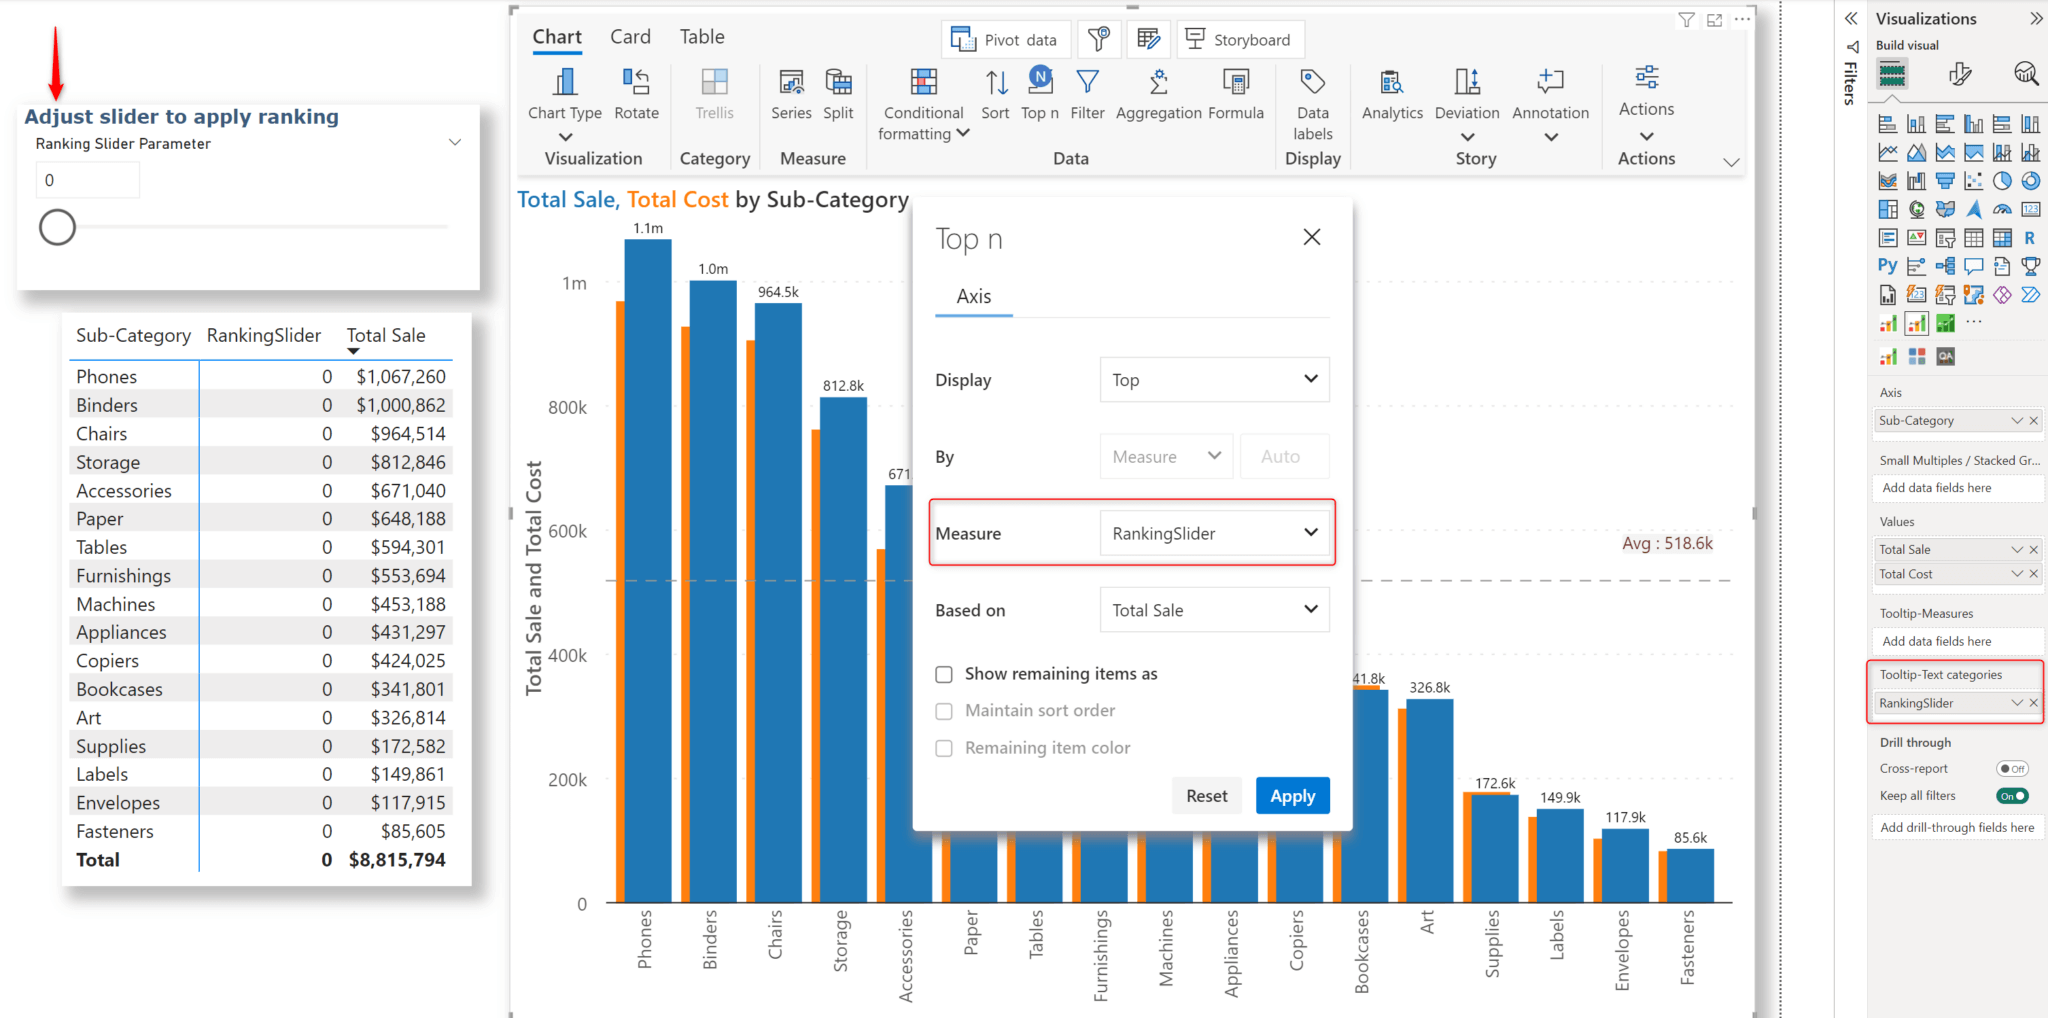 Adjust slider to apply ranking
Ranking Slider Parameter
0
Sub-Category RankingSlider Total Sale
Phones 0 $1,067,260
Binders 0 $1,000,862
Chairs 0 $964,514
Storage 0 $812,846
Accessories 0 $671,040
Paper 0 $648,188
Tables 0 $594,301
Furnishings 0 $553,694
Machines 0 $453,188
Appliances 0 $431,297
Copiers 0 $424,025
Bookcases 0 $341,801
Art 0 $326,814
Supplies 0 $172,582
Labels 0 $149,861
Envelopes 0 $117,915
Fasteners 0 $85,605
Total 0 $8,815,794
Chart Card Table
Pivot data
Storyboard
Chart Type
Rotate
Visualization
Trellis
Category
Series
Split
Measure
Conditional
formatting
Sort
N
Top n
Filter
Aggregation
Formula
Data
Data
labels
Display
Analytics
Deviation
Annotation
Story
Actions
Actions
Total Sale, Total Cost by Sub-Category
Total Sale and Total Cost
1m
800k
600k
400k
200k
0
1.1m
1.0m
964.5k
812.8k
671.
41.8k
326.8k
172.6k
149.9k
117.9k
85.6k
Avg : 518.6k
Phones
Binders
Chairs
Storage
Accessories
Paper
Tables
Furnishings
Machines
Appliances
Copiers
Bookcases
Art
Supplies
Labels
Envelopes
Fasteners
Top n
Axis
Display Top
By Measure Auto
Measure RankingSlider
Based on Total Sale
Show remaining items as
Maintain sort order
Remaining item color
Reset Apply
Filters
Visualizations
Build visual
123
R
Py
123
QA
Axis
Sub-Category
Small Multiples / Stacked Gr...
Add data fields here
Values
Total Sale
Total Cost
Tooltip-Measures
Add data fields here
Tooltip-Text categories
RankingSlider
Drill through
Cross-report Off
Keep all filters On
Add drill-through fields here